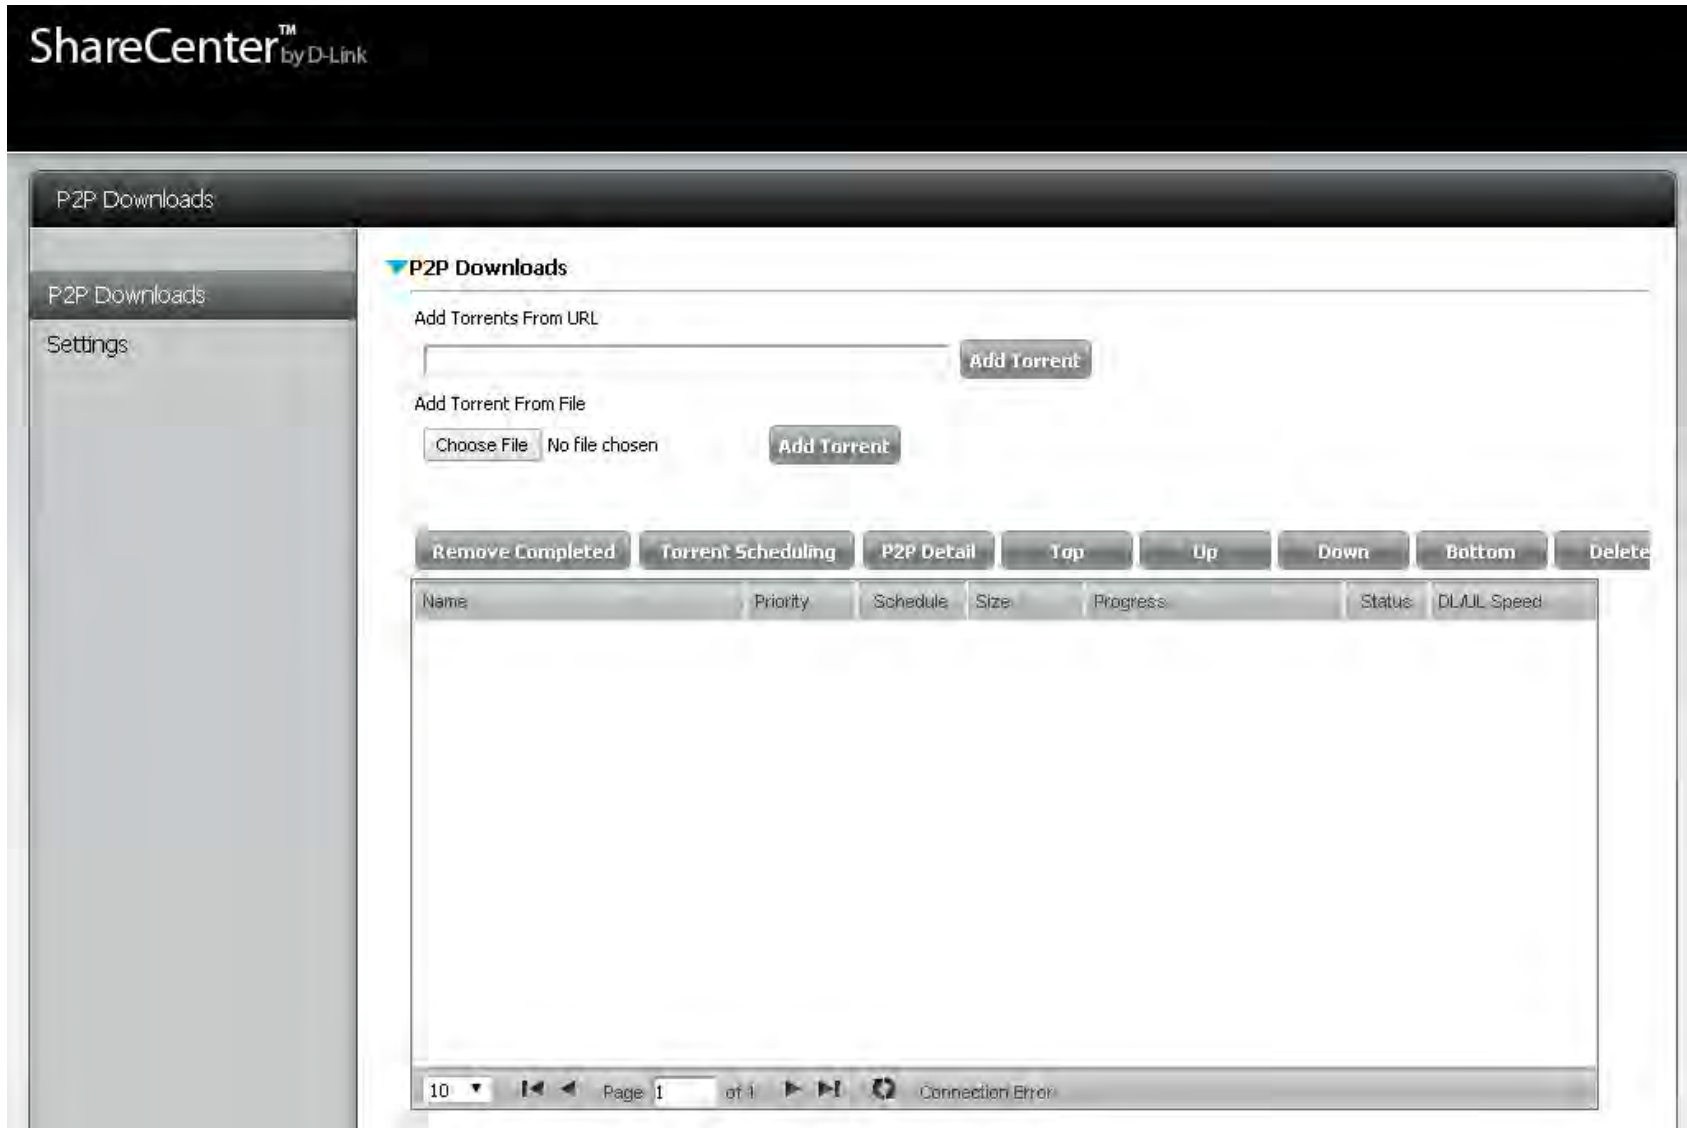 ShareCenter™ by D-Link
P2P Downloads
P2P Downloads
Settings
P2P Downloads
Add Torrents From URL
Add Torrent
Add Torrent From File
Choose File No file chosen Add Torrent
Remove Completed Torrent Scheduling P2P Detail Top Up Down Bottom Delete
Name Priority Schedule Size Progress Status DL/UL Speed
10 Page 1 of 1 Connection Error